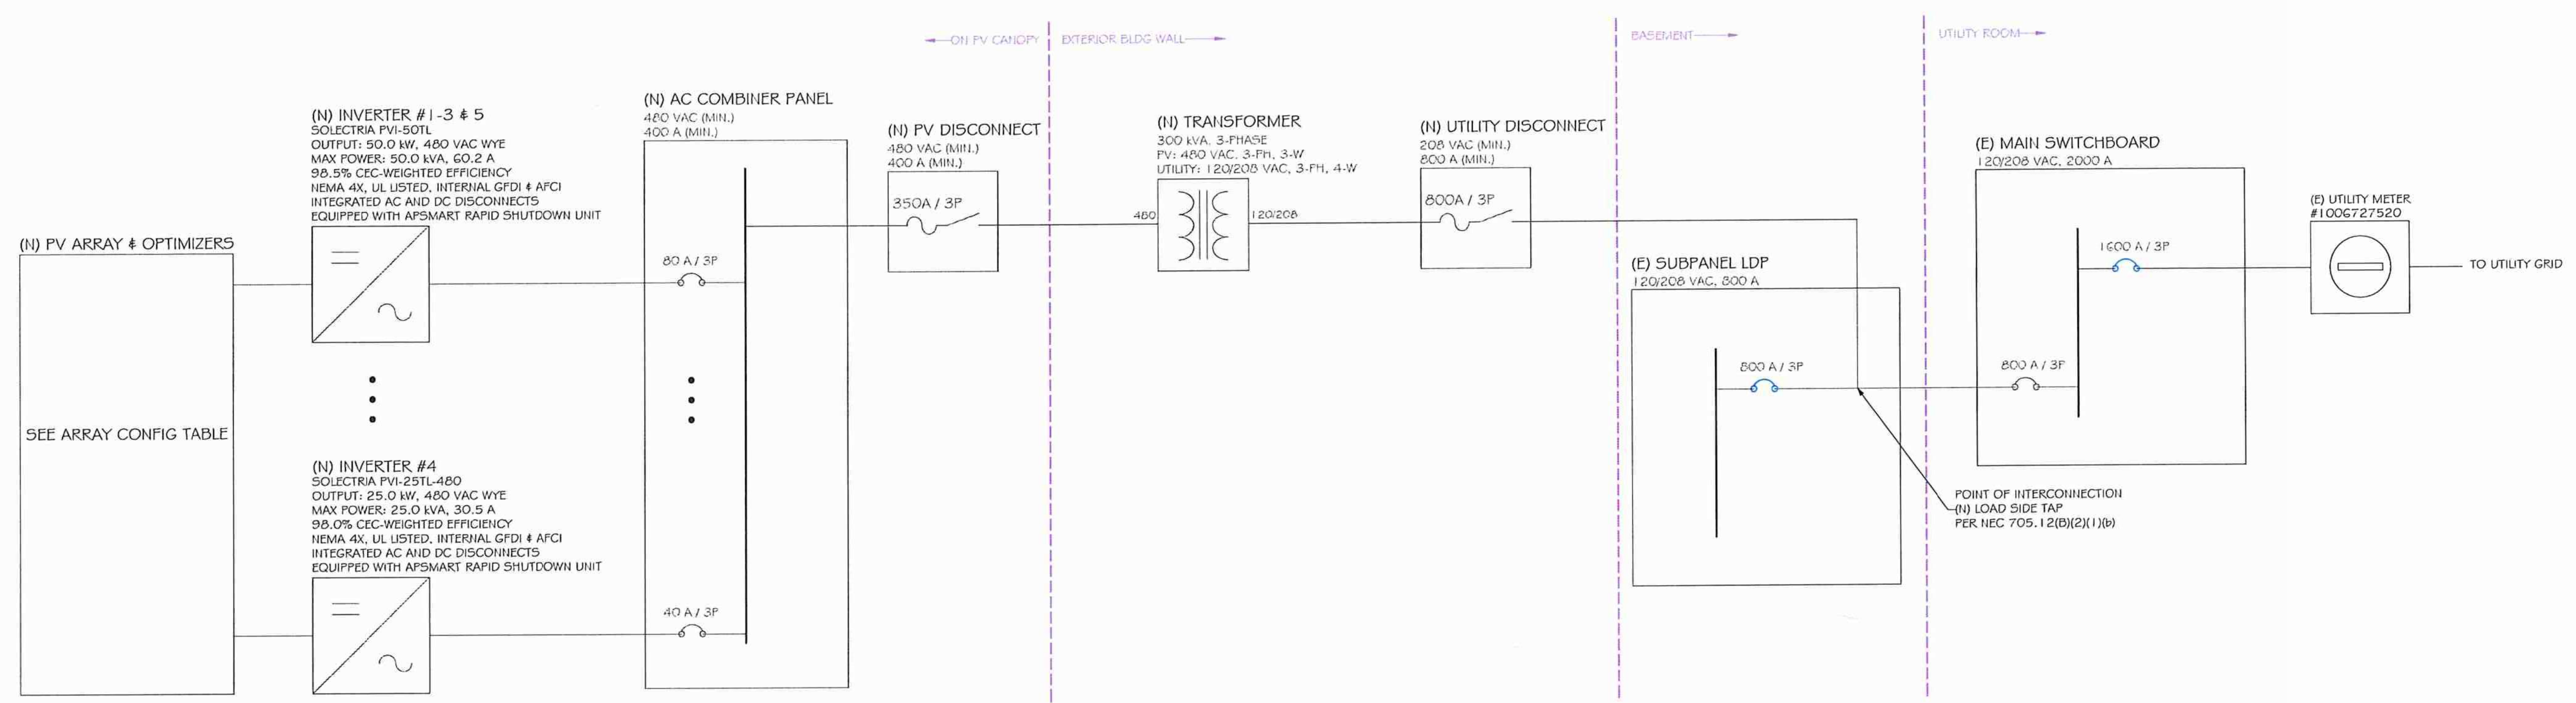 ON PV CANOPY
EXTERIOR BLDG WALL
BASEMENT
UTILITY ROOM
(N) PV ARRAY & OPTIMIZERS
SEE ARRAY CONFIG TABLE
(N) INVERTER #1-3 & 5
SOLECTRIA PVI-50TL
OUTPUT: 50.0 kW, 480 VAC WYE
MAX POWER: 50.0 kVA, 60.2 A
98.5% CEC-WEIGHTED EFFICIENCY
NEMA 4X, UL LISTED, INTERNAL GFDI & AFCI
INTEGRATED AC AND DC DISCONNECTS
EQUIPPED WITH APSMART RAPID SHUTDOWN UNIT
(N) INVERTER #4
SOLECTRIA PVI-25TL-480
OUTPUT: 25.0 kW, 480 VAC WYE
MAX POWER: 25.0 kVA, 30.5 A
98.0% CEC-WEIGHTED EFFICIENCY
NEMA 4X, UL LISTED, INTERNAL GFDI & AFCI
INTEGRATED AC AND DC DISCONNECTS
EQUIPPED WITH APSMART RAPID SHUTDOWN UNIT
(N) AC COMBINER PANEL
480 VAC (MIN.)
400 A (MIN.)
80 A / 3P
40 A / 3P
(N) PV DISCONNECT
480 VAC (MIN.)
400 A (MIN.)
350A / 3P
(N) TRANSFORMER
300 kVA, 3-PHASE
PV: 480 VAC, 3-PH, 3-W
UTILITY: 120/208 VAC, 3-PH, 4-W
480
120/208
(N) UTILITY DISCONNECT
208 VAC (MIN.)
800 A (MIN.)
800A / 3P
(E) SUBPANEL LDP
120/208 VAC, 800 A
800 A / 3P
(E) MAIN SWITCHBOARD
120/208 VAC, 2000 A
1600 A / 3P
800 A / 3P
POINT OF INTERCONNECTION
(N) LOAD SIDE TAP
PER NEC 705.12(B)(2)(1)(b)
(E) UTILITY METER
#1006727520
TO UTILITY GRID